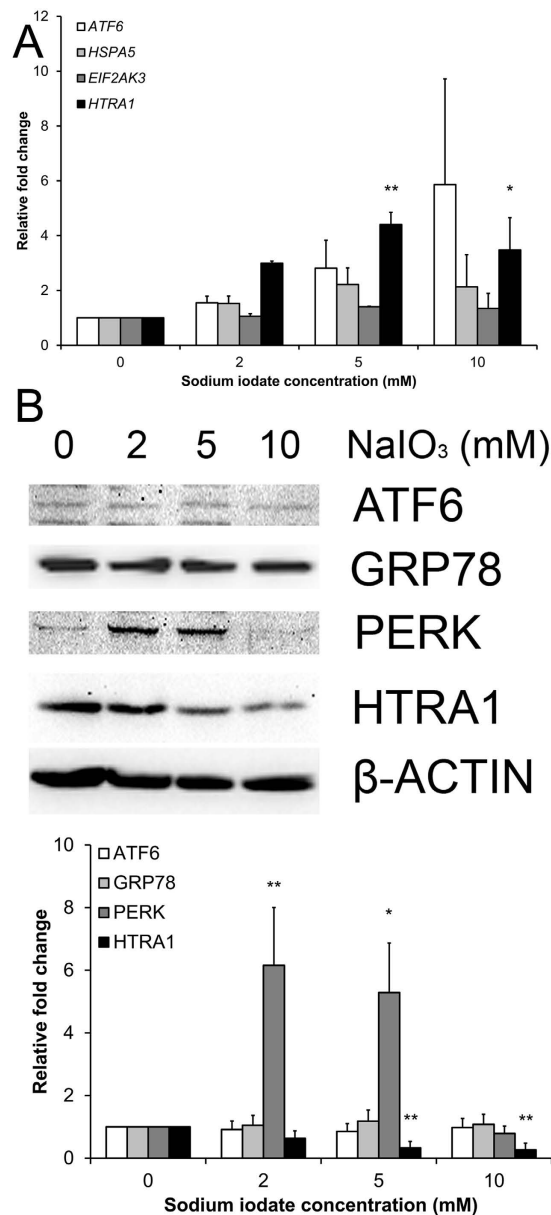 A
ATF6
HSPA5
EIF2AK3
HTRA1
12
10
8
6
4
2
0
Relative fold change
**
*
0 2 5 10
Sodium iodate concentration (mM)
B
0 2 5 10 NaIO₃ (mM)
ATF6
GRP78
PERK
HTRA1
β-ACTIN
ATF6
GRP78
PERK
HTRA1
10
8
6
4
2
0
Relative fold change
**
*
**
**
0 2 5 10
Sodium iodate concentration (mM)